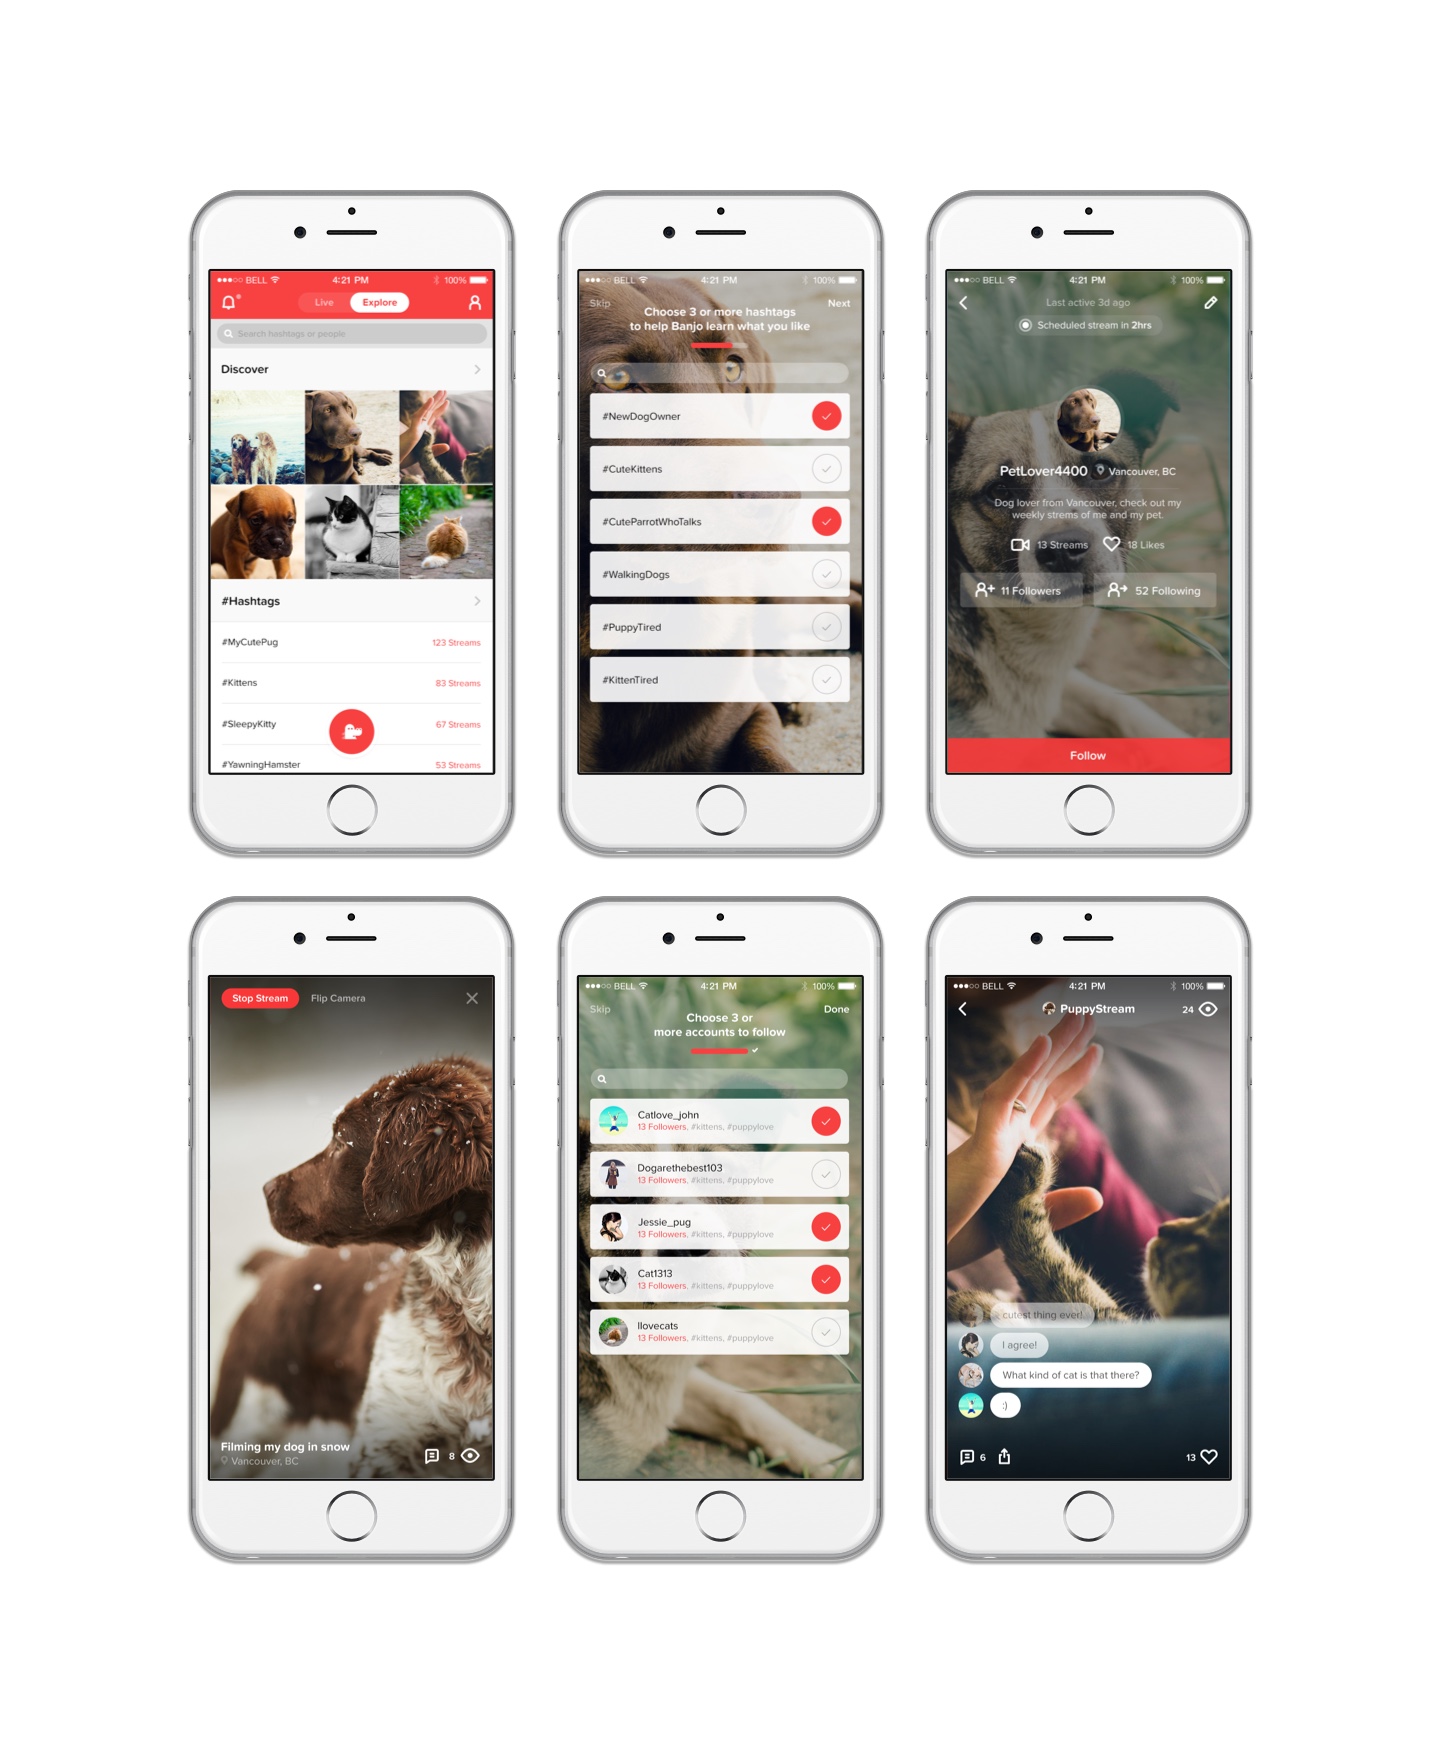 BELL
4:21 PM
100%
Live
Explore
Search hashtags or people
Discover
#Hashtags
#MyCutePug
123 Streams
#Kittens
83 Streams
#SleepyKitty
67 Streams
#YawningHamster
53 Streams
BELL
4:21 PM
100%
Skip
Next
Choose 3 or more hashtags
to help Banjo learn what you like
#NewDogOwner
#CuteKittens
#CuteParrotWhoTalks
#WalkingDogs
#PuppyTired
#KittenTired
BELL
4:21 PM
100%
Last active 3d ago
Scheduled stream in 2hrs
PetLover4400
Vancouver, BC
Dog lover from Vancouver, check out my
weekly strems of me and my pet.
13 Streams
18 Likes
11 Followers
52 Following
Follow
Stop Stream
Flip Camera
Filming my dog in snow
Vancouver, BC
8
BELL
4:21 PM
100%
Skip
Done
Choose 3 or
more accounts to follow
Catlove_john
13 Followers, #kittens, #puppylove
Dogarethebest103
13 Followers, #kittens, #puppylove
Jessie_pug
13 Followers, #kittens, #puppylove
Cat1313
13 Followers, #kittens, #puppylove
Ilovecats
13 Followers, #kittens, #puppylove
BELL
4:21 PM
100%
PuppyStream
24
cutest thing ever!
I agree!
What kind of cat is that there?
:)
6
13